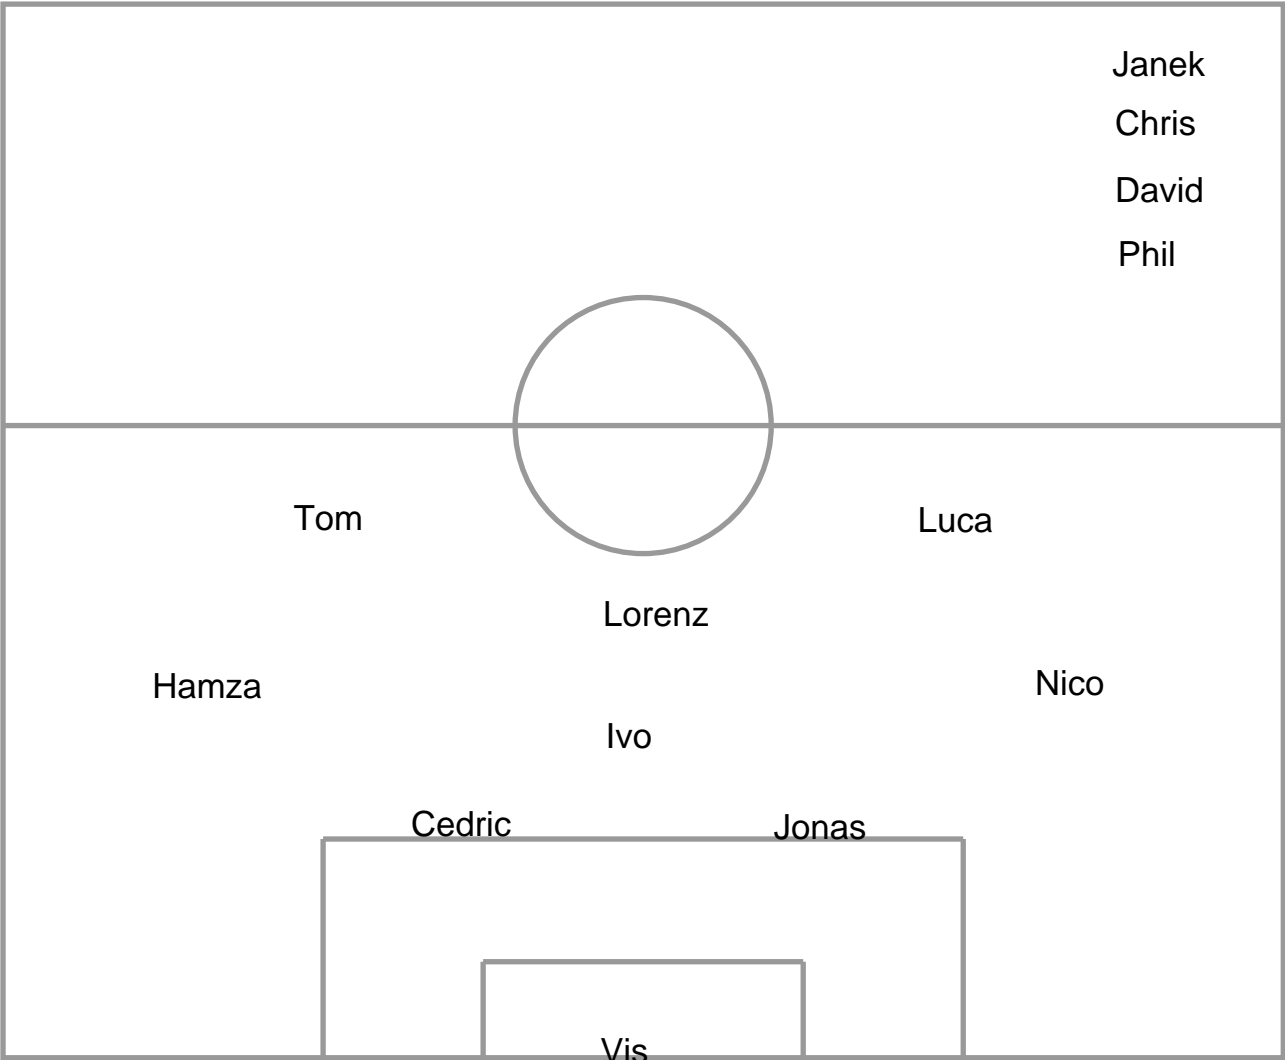 Janek
Chris
David
Phil
Tom
Luca
Lorenz
Hamza
Nico
Ivo
Cedric
Jonas
Vis